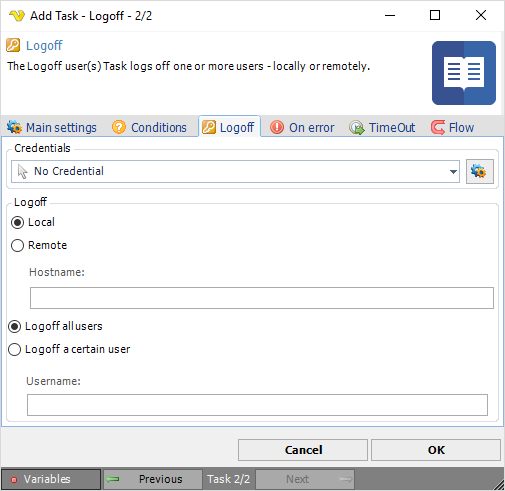 Add Task - Logoff - 2/2
Logoff
The Logoff user(s) Task logs off one or more users - locally or remotely.
Main settings Conditions Logoff On error TimeOut Flow
Credentials
No Credential
Logoff
Local
Remote
Hostname:
Logoff all users
Logoff a certain user
Username:
Cancel OK
Variables Previous Task 2/2 Next